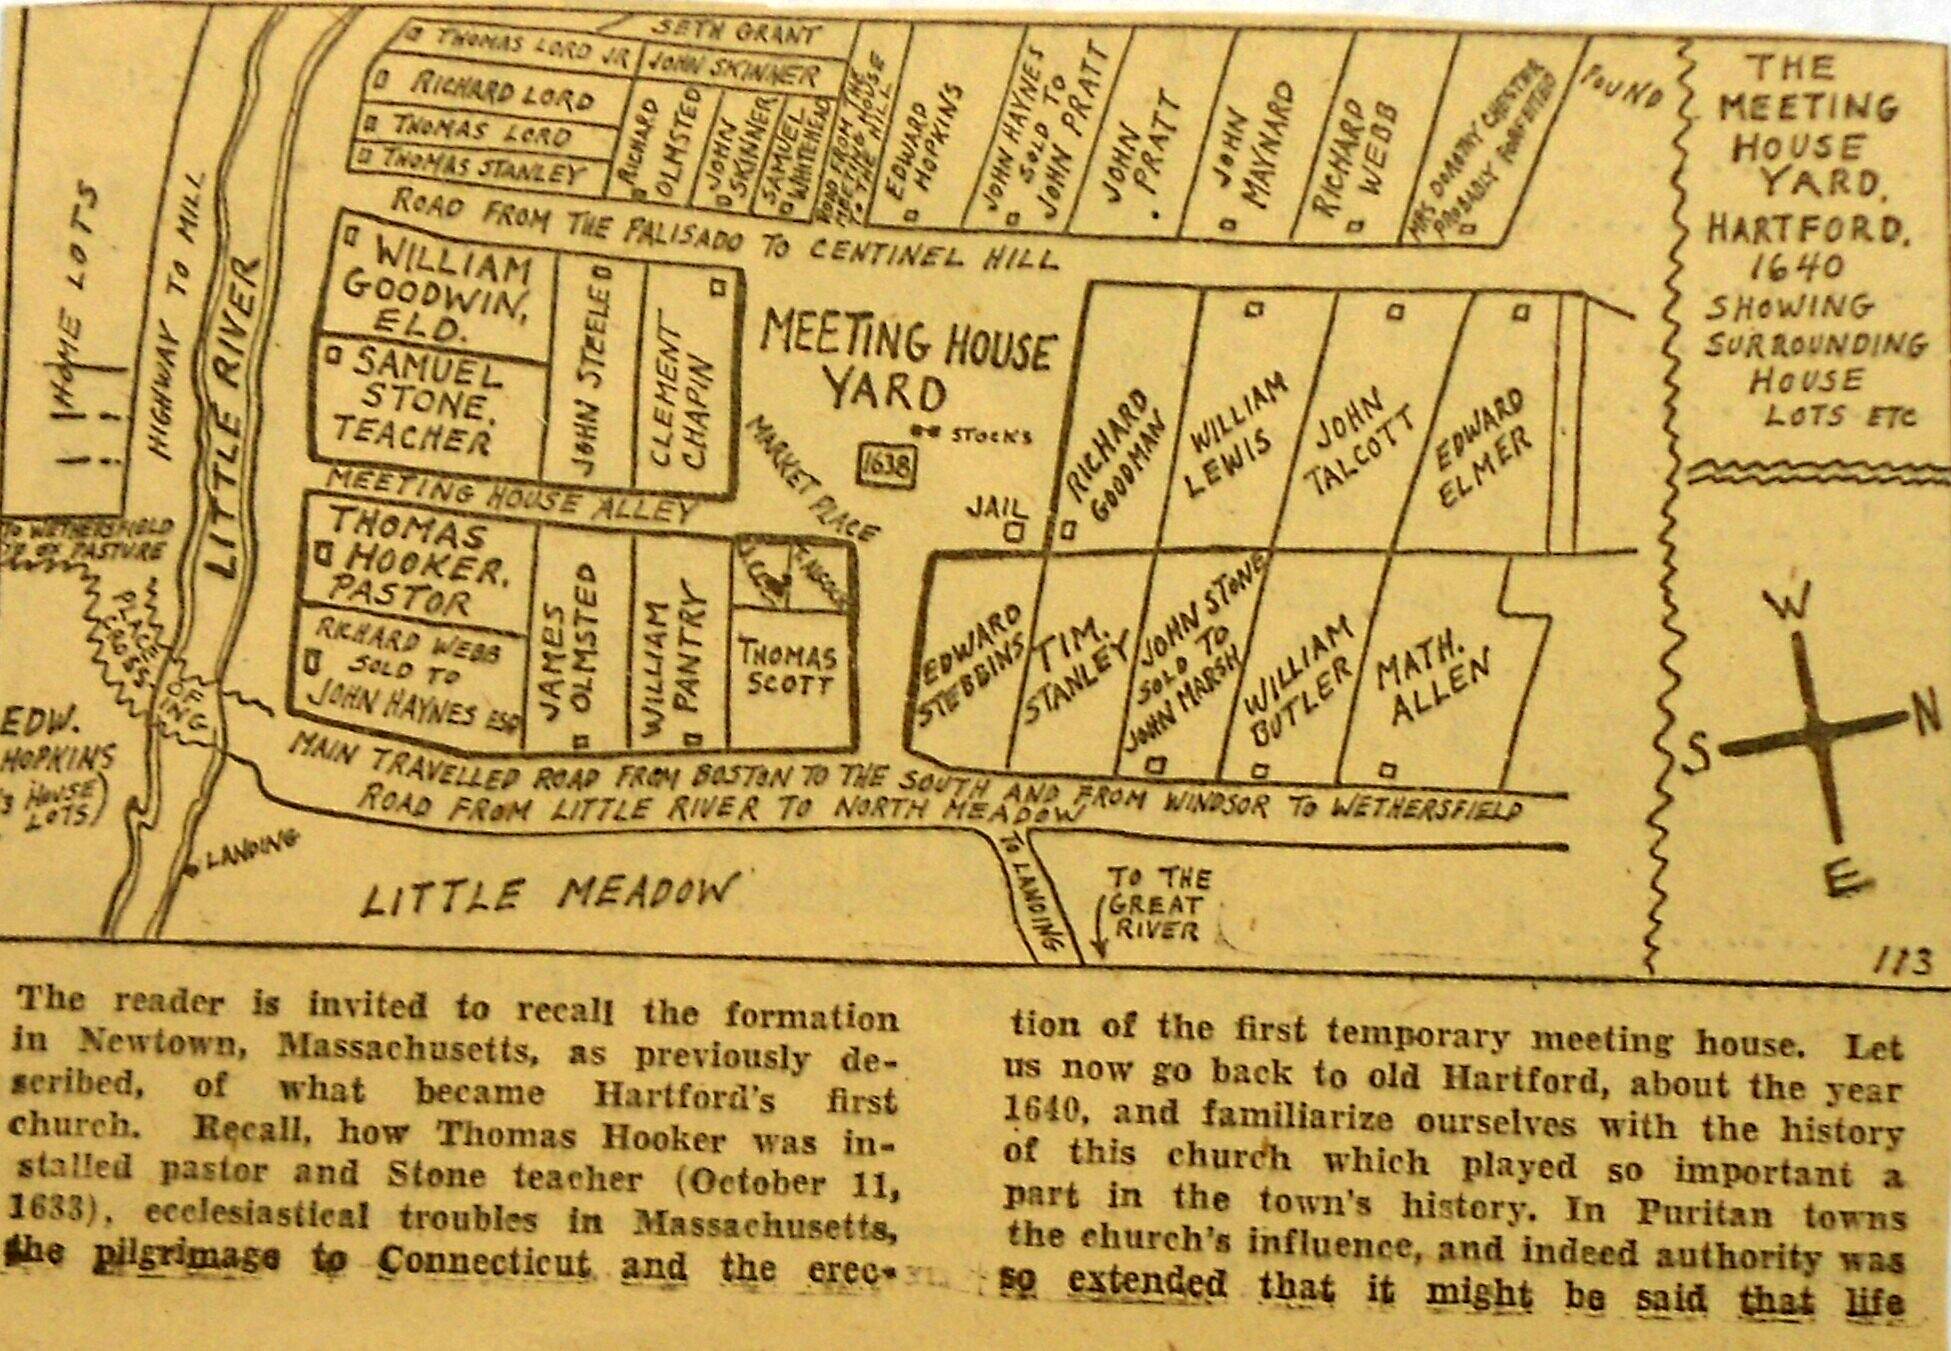 SETH GRANT
THOMAS LORD JR
JOHN SKINNER
RICHARD LORD
THOMAS LORD
THOMAS STANLEY
RICHARD
OLMSTED
JOHN
SKINNER
SAMUEL
WHITEHEAD
ROAD FROM THE
MEETING HOUSE
TO THE HILL
EDWARD
HOPKINS
JOHN HAYNES
SOLD TO
JOHN PRATT
JOHN
PRATT
JOHN
MAYNARD
RICHARD
WEBB
MRS DOROTHY CHESTER
PROBABLY FORFEITED
POUND
THE
MEETING
HOUSE
YARD,
HARTFORD,
1640
SHOWING
SURROUNDING
HOUSE
LOTS ETC
HOME LOTS
HIGHWAY TO MILL
LITTLE RIVER
ROAD FROM THE PALISADO TO CENTINEL HILL
WILLIAM
GOODWIN,
ELD.
SAMUEL
STONE,
TEACHER
JOHN STEELE
CLEMENT
CHAPIN
MEETING HOUSE
YARD
STOCKS
1638
MARKET PLACE
JAIL
RICHARD
GOODMAN
WILLIAM
LEWIS
JOHN
TALCOTT
EDWARD
ELMER
MEETING HOUSE ALLEY
TO WETHERSFIELD
PASTURE
PLACE OF
CROSSING
THOMAS
HOOKER,
PASTOR
RICHARD WEBB
SOLD TO
JOHN HAYNES ESQ
JAMES
OLMSTED
WILLIAM
PANTRY
THOMAS
SCOTT
EDWARD
STEBBINS
TIM.
STANLEY
JOHN STONE
SOLD TO
JOHN MARSH
WILLIAM
BUTLER
MATH.
ALLEN
W
N
S
E
EDW.
HOPKINS
HOUSE
LOTS)
MAIN TRAVELLED ROAD FROM BOSTON TO THE SOUTH AND FROM WINDSOR TO WETHERSFIELD
ROAD FROM LITTLE RIVER TO NORTH MEADOW
LANDING
LITTLE MEADOW
TO LANDING
TO THE
GREAT
RIVER
113
The reader is invited to recall the formation
in Newtown, Massachusetts, as previously de-
scribed, of what became Hartford's first
church. Recall, how Thomas Hooker was in-
stalled pastor and Stone teacher (October 11,
1633), ecclesiastical troubles in Massachusetts,
the pilgrimage to Connecticut and the erec-
tion of the first temporary meeting house. Let
us now go back to old Hartford, about the year
1640, and familiarize ourselves with the history
of this church which played so important a
part in the town's history. In Puritan towns
the church's influence, and indeed authority was
so extended that it might be said that life